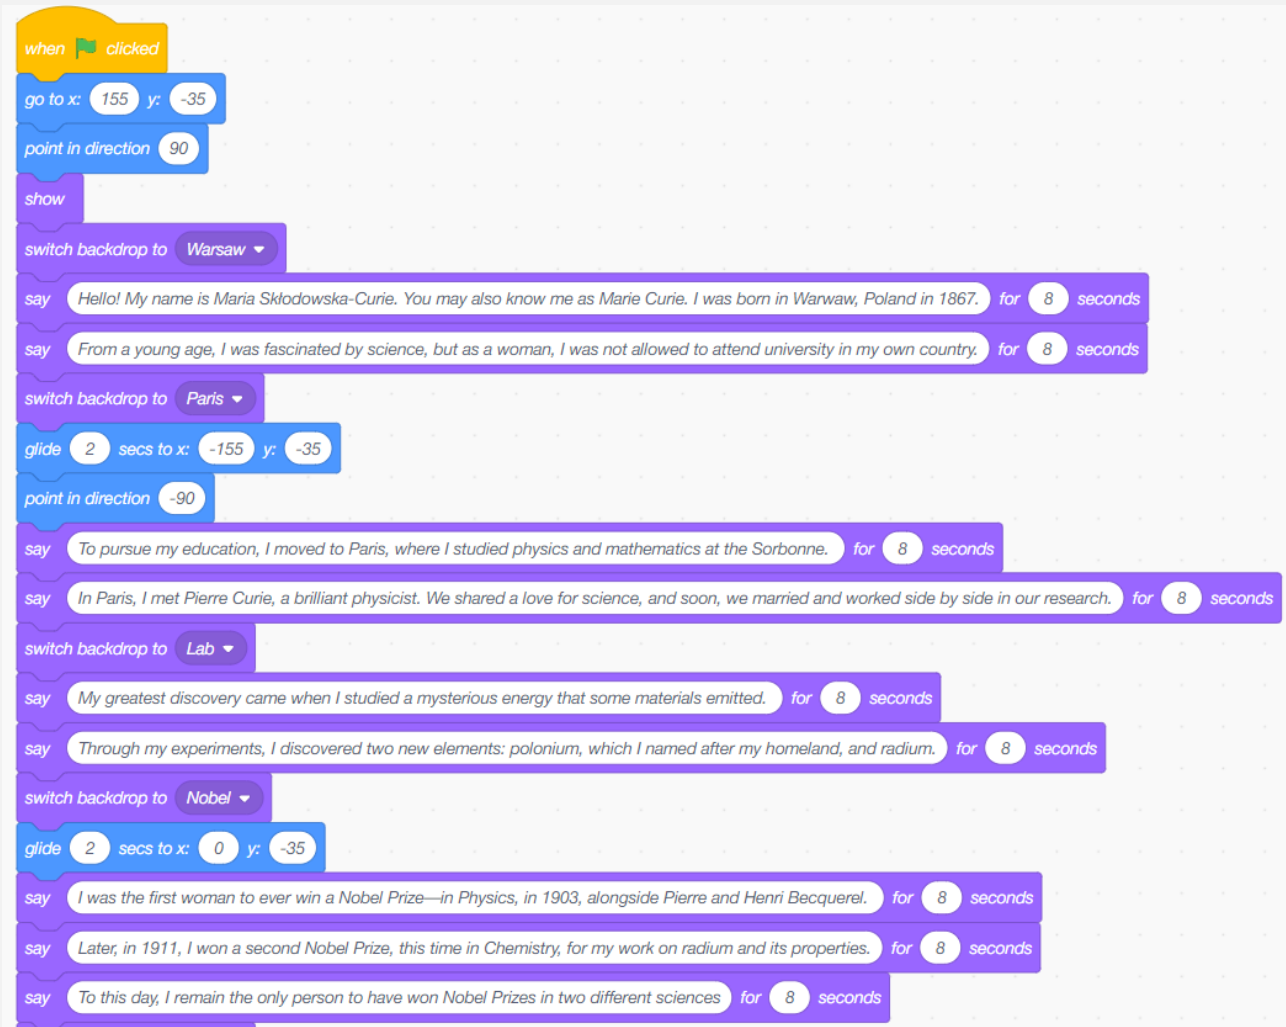 when clicked
go to x: 155 y: -35
point in direction 90
show
switch backdrop to Warsaw
say Hello! My name is Maria Skłodowska-Curie. You may also know me as Marie Curie. I was born in Warwaw, Poland in 1867. for 8 seconds
say From a young age, I was fascinated by science, but as a woman, I was not allowed to attend university in my own country. for 8 seconds
switch backdrop to Paris
glide 2 secs to x: -155 y: -35
point in direction -90
say To pursue my education, I moved to Paris, where I studied physics and mathematics at the Sorbonne. for 8 seconds
say In Paris, I met Pierre Curie, a brilliant physicist. We shared a love for science, and soon, we married and worked side by side in our research. for 8 seconds
switch backdrop to Lab
say My greatest discovery came when I studied a mysterious energy that some materials emitted. for 8 seconds
say Through my experiments, I discovered two new elements: polonium, which I named after my homeland, and radium. for 8 seconds
switch backdrop to Nobel
glide 2 secs to x: 0 y: -35
say I was the first woman to ever win a Nobel Prize—in Physics, in 1903, alongside Pierre and Henri Becquerel. for 8 seconds
say Later, in 1911, I won a second Nobel Prize, this time in Chemistry, for my work on radium and its properties. for 8 seconds
say To this day, I remain the only person to have won Nobel Prizes in two different sciences for 8 seconds